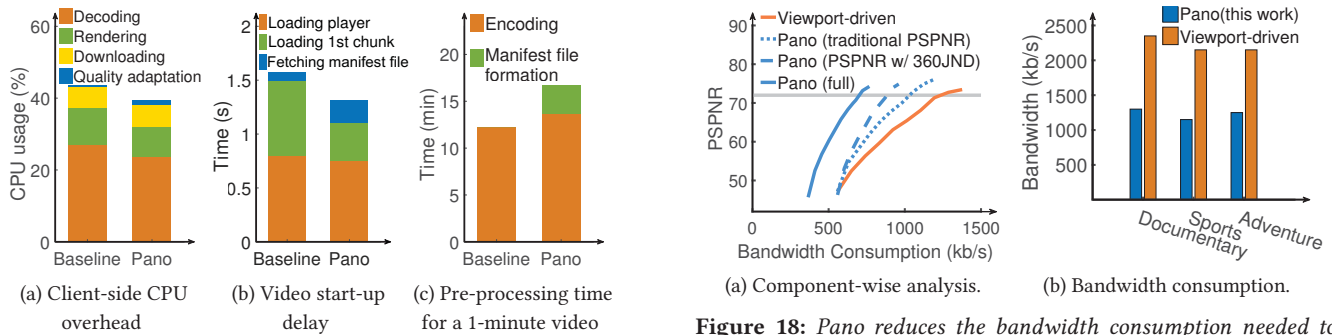 CPU usage (%)
60
40
20
0
Decoding
Rendering
Downloading
Quality adaptation
Baseline Pano
(a) Client-side CPU
overhead
Time (s)
2
1.5
1
0.5
0
Loading player
Loading 1st chunk
Fetching manifest file
Baseline Pano
(b) Video start-up
delay
Time (min)
20
15
10
5
0
Encoding
Manifest file
formation
Baseline Pano
(c) Pre-processing time
for a 1-minute video
PSPNR
90
80
70
60
50
Viewport-driven
Pano (traditional PSPNR)
Pano (PSPNR w/ 360JND)
Pano (full)
0 500 1000 1500
Bandwidth Consumption (kb/s)
(a) Component-wise analysis.
Bandwidth (kb/s)
2500
2000
1500
1000
500
Pano(this work)
Viewport-driven
Documentary
Sports
Adventure
(b) Bandwidth consumption.
Figure 18: Pano reduces the bandwidth consumption needed to